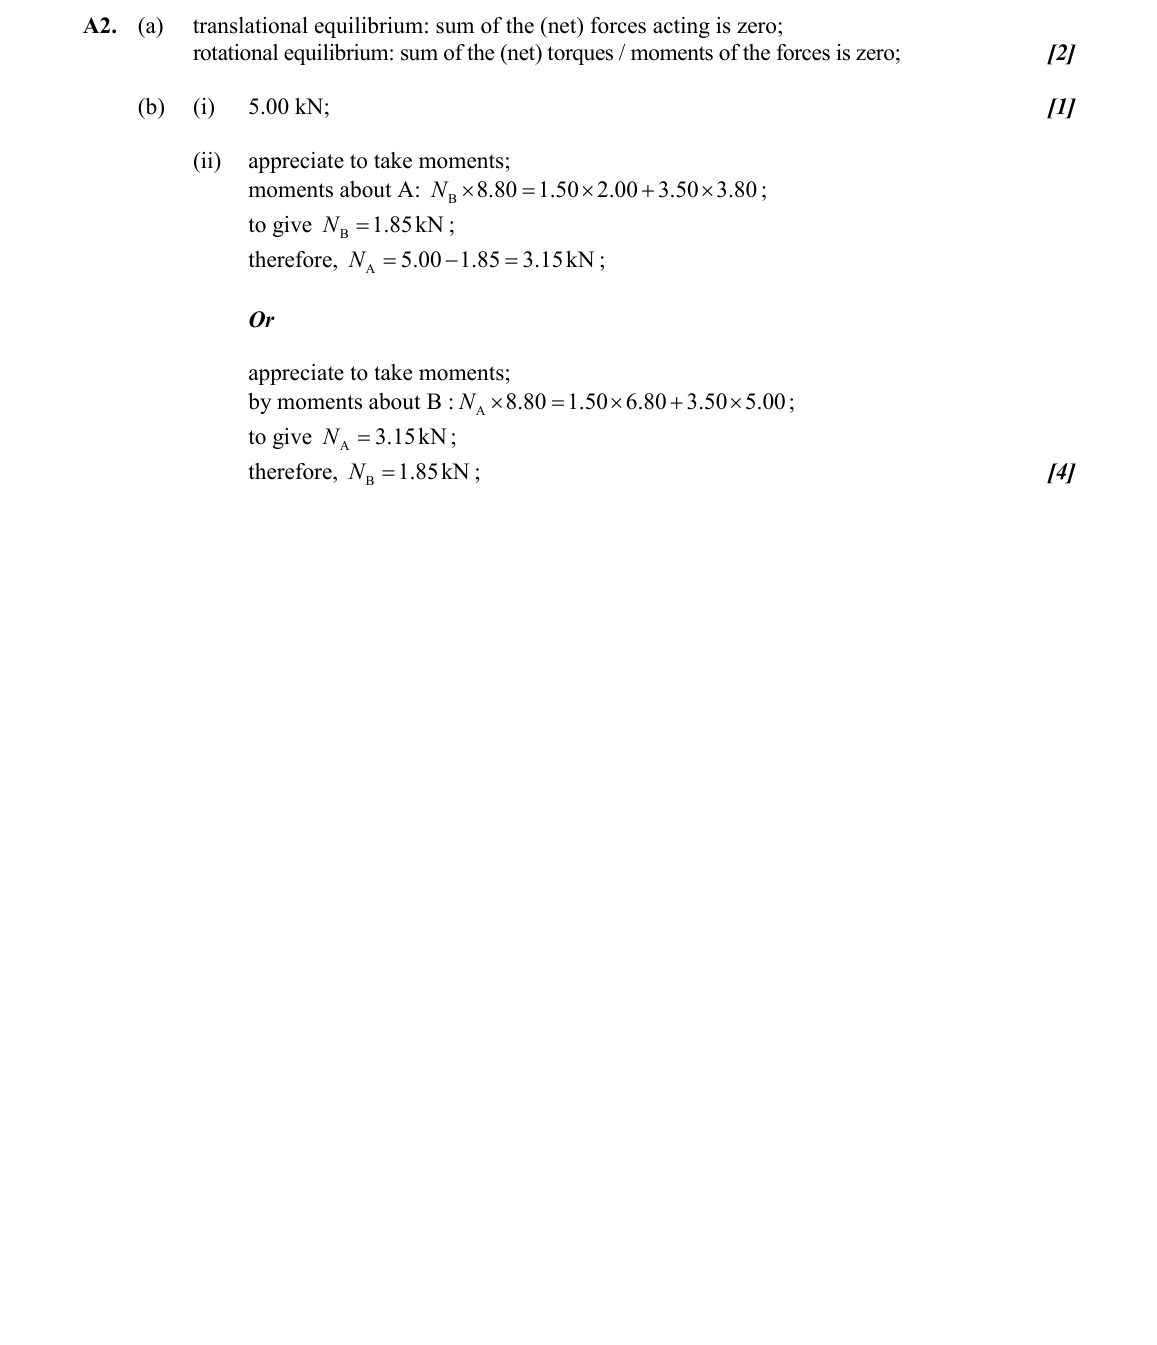 A2. (a) translational equilibrium: sum of the (net) forces acting is zero;
rotational equilibrium: sum of the (net) torques / moments of the forces is zero; [2]
(b) (i) 5.00 kN; [1]
(ii) appreciate to take moments;
moments about A: N_B ×8.80 = 1.50×2.00+3.50×3.80;
to give N_B = 1.85 kN;
therefore, N_A = 5.00−1.85 = 3.15 kN;
Or
appreciate to take moments;
by moments about B : N_A ×8.80 = 1.50×6.80+3.50×5.00;
to give N_A = 3.15 kN;
therefore, N_B = 1.85 kN; [4]